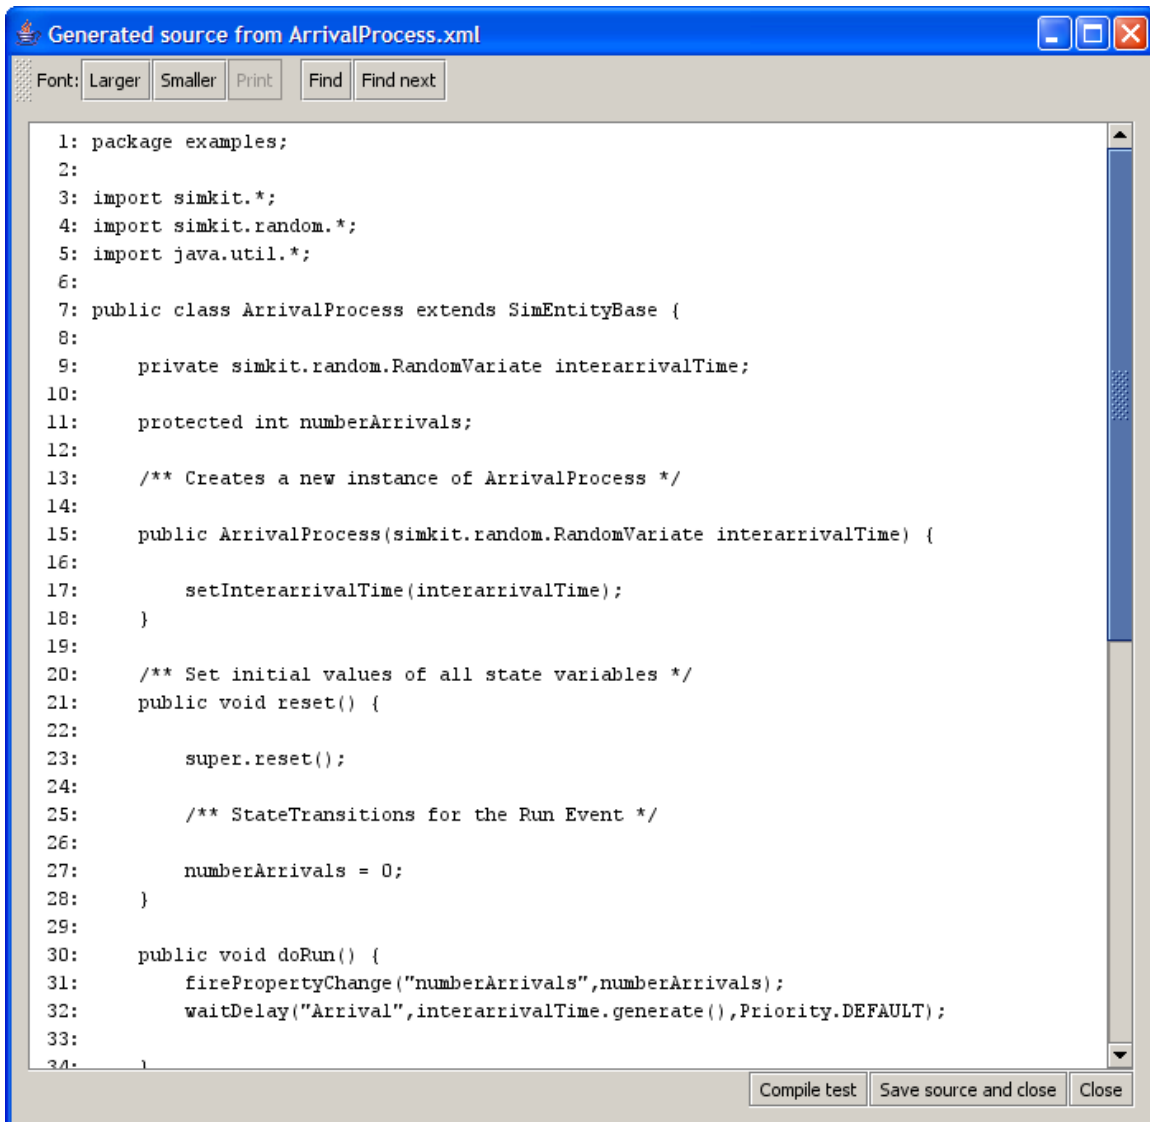 Generated source from ArrivalProcess.xml
Font: Larger Smaller Print Find Find next
1: package examples;
2:
3: import simkit.*;
4: import simkit.random.*;
5: import java.util.*;
6:
7: public class ArrivalProcess extends SimEntityBase {
8:
9:     private simkit.random.RandomVariate interarrivalTime;
10:
11:     protected int numberArrivals;
12:
13:     /** Creates a new instance of ArrivalProcess */
14:
15:     public ArrivalProcess(simkit.random.RandomVariate interarrivalTime) {
16:
17:         setInterarrivalTime(interarrivalTime);
18:     }
19:
20:     /** Set initial values of all state variables */
21:     public void reset() {
22:
23:         super.reset();
24:
25:         /** StateTransitions for the Run Event */
26:
27:         numberArrivals = 0;
28:     }
29:
30:     public void doRun() {
31:         firePropertyChange("numberArrivals",numberArrivals);
32:         waitDelay("Arrival",interarrivalTime.generate(),Priority.DEFAULT);
33:
34:     }
Compile test Save source and close Close